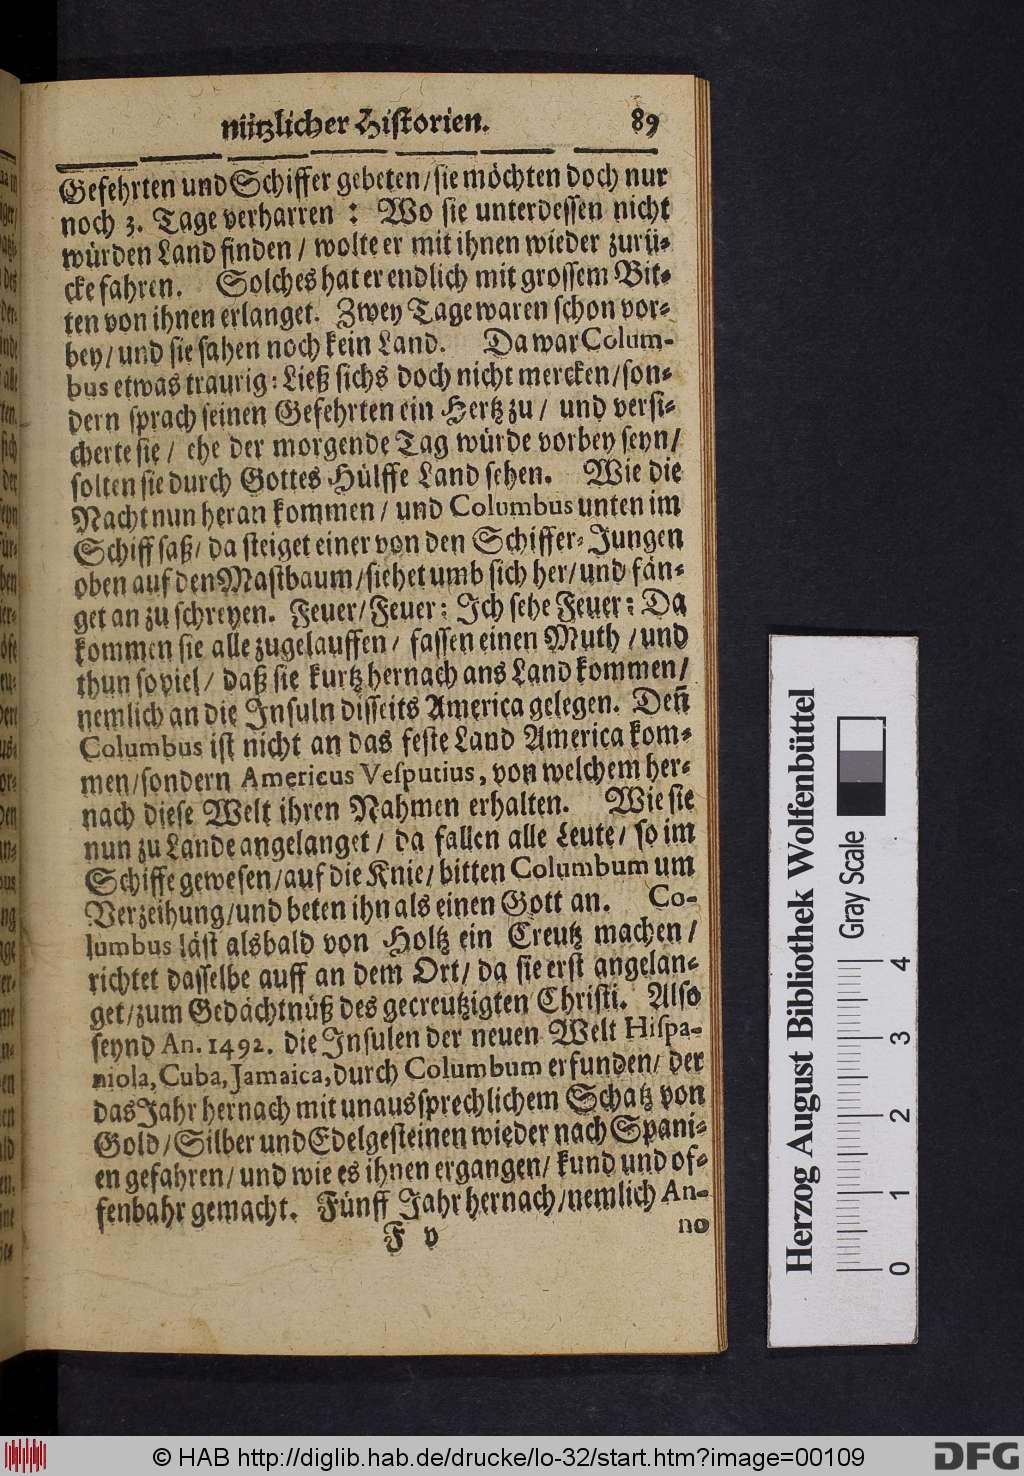 nützlicher Historien. 89
Gefehrten und Schiffer gebeten/ sie möchten doch nur
noch 3. Tage verharren : Wo sie unterdessen nicht
würden Land finden / wolte er mit ihnen wieder zurü-
cke fahren. Solches hat er endlich mit grossem Bit-
ten von ihnen erlanget. Zwey Tage waren schon vor-
bey/ und sie sahen noch kein Land. Da war Colum-
bus etwas traurig: Ließ sichs doch nicht mercken/ son-
dern sprach seinen Gefehrten ein Hertz zu / und versi-
cherte sie / ehe der morgende Tag würde vorbey seyn/
solten sie durch Gottes Hülffe Land sehen. Wie die
Nacht nun heran kommen / und Columbus unten im
Schiff saß/ da steiget einer von den Schiffer-Jungen
oben auf den Mastbaum/ siehet umb sich her/ und fän-
get an zu schreyen. Feuer/ Feuer: Ich sehe Feuer: Da
kommen sie alle zugelauffen / fassen einen Muth / und
thun so viel / daß sie kurtz hernach ans Land kommen/
nemlich an die Insuln disseits America gelegen. Deñ
Columbus ist nicht an das feste Land America kom-
men/ sondern Americus Vesputius, von welchem her-
nach diese Welt ihren Nahmen erhalten. Wie sie
nun zu Lande angelanget / da fallen alle Leute/ so im
Schiffe gewesen/ auf die Knie/ bitten Columbum um
Verzeihung/ und beten ihn als einen Gott an. Co-
lumbus läst alsbald von Holtz ein Creutz machen/
richtet dasselbe auff an dem Ort/ da sie erst angelan-
get/ zum Gedächtnüß des gecreutzigten Christi. Also
seynd An. 1492. die Insulen der neuen Welt Hispa-
niola, Cuba, Jamaica, durch Columbum erfunden/ der
das Jahr hernach mit unaussprechlichem Schatz von
Gold/ Silber und Edelgesteinen wieder nach Spani-
en gefahren/ und wie es ihnen ergangen/ kund und of-
fenbahr gemacht. Fünff Jahr hernach/ nemlich An-
F v no
Herzog August Bibliothek Wolfenbüttel
Gray Scale
0 1 2 3 4
© HAB http://diglib.hab.de/drucke/lo-32/start.htm?image=00109
DFG